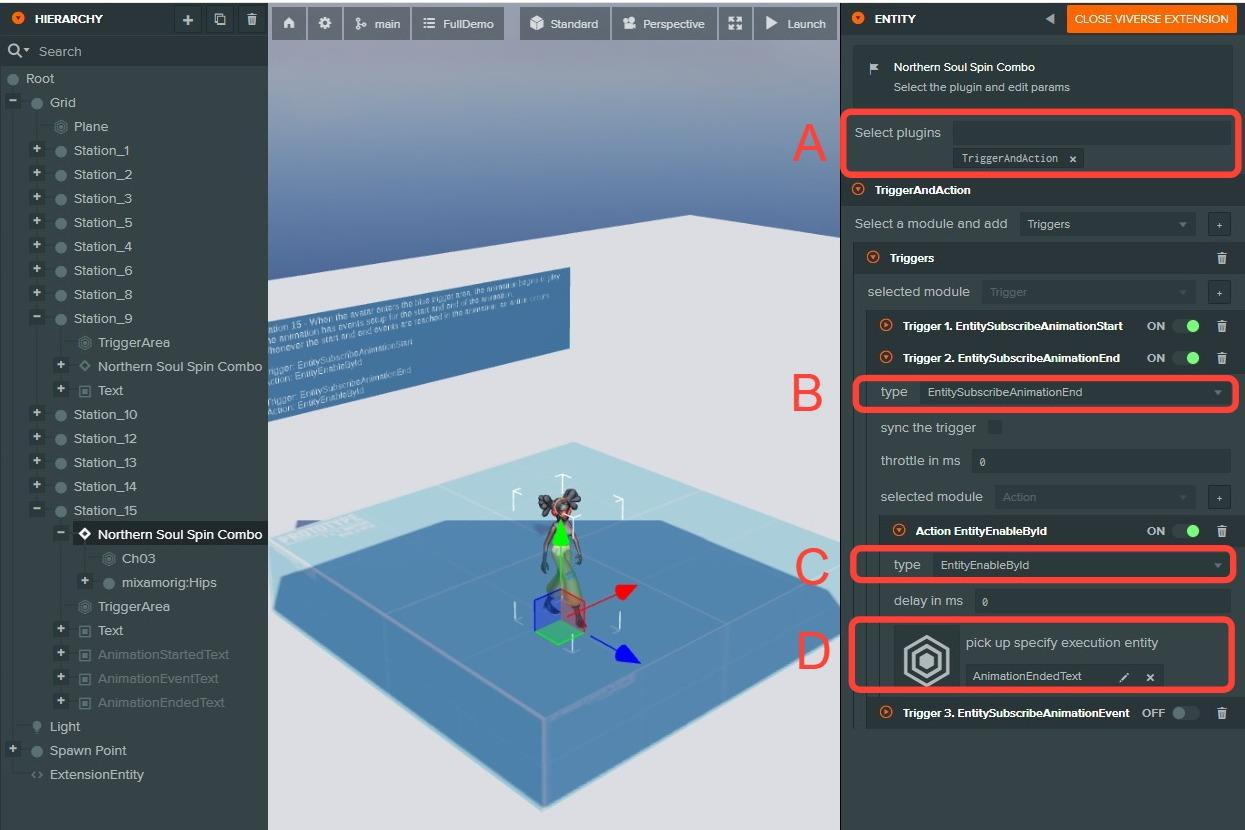 HIERARCHY
Search
Root
Grid
Plane
Station_1
Station_2
Station_3
Station_5
Station_4
Station_6
Station_8
Station_9
TriggerArea
Northern Soul Spin Combo
Text
Station_10
Station_12
Station_13
Station_14
Station_15
Northern Soul Spin Combo
Ch03
mixamorig:Hips
TriggerArea
Text
AnimationStartedText
AnimationEventText
AnimationEndedText
Light
Spawn Point
ExtensionEntity
main
FullDemo
Standard
Perspective
Launch
ation 15 - When the avatar enters the blue trigger area, the animation begins to play
he animation has events setup for the start and end of the animation.
henever the start and end events are reached in the animation, an action occurs
rigger: EntitySubscribeAnimationStart
Action: EntityEnableById
Trigger: EntitySubscribeAnimationEnd
Action: EntityEnableById
PROTOTYPE
A
B
C
D
ENTITY
CLOSE VIVERSE EXTENSION
Northern Soul Spin Combo
Select the plugin and edit params
Select plugins
TriggerAndAction ×
TriggerAndAction
Select a module and add Triggers +
Triggers
selected module Trigger +
Trigger 1. EntitySubscribeAnimationStart ON
Trigger 2. EntitySubscribeAnimationEnd ON
type EntitySubscribeAnimationEnd
sync the trigger
throttle in ms 0
selected module Action +
Action EntityEnableById ON
type EntityEnableById
delay in ms 0
pick up specify execution entity
AnimationEndedText ×
Trigger 3. EntitySubscribeAnimationEvent OFF